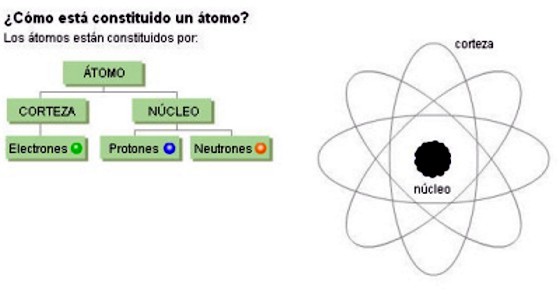 ¿Cómo está constituido un átomo?
Los átomos están constituidos por:
ÁTOMO
CORTEZA NÚCLEO
Electrones Protones Neutrones
corteza
núcleo